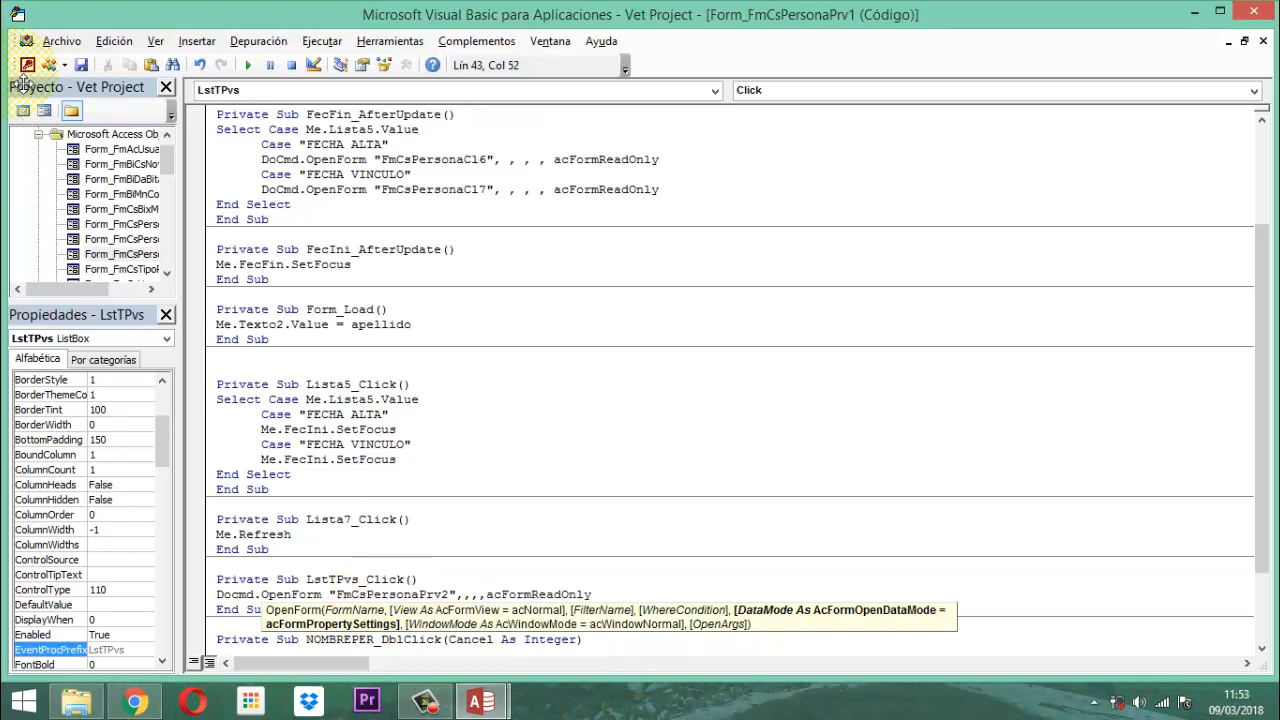 Microsoft Visual Basic para Aplicaciones - Vet Project - [Form_FmCsPersonaPrv1 (Código)]
Archivo Edición Ver Insertar Formato Depuración Ejecutar Herramientas Complementos Ventana Ayuda
Lín 43, Col 52
Proyecto - Vet Project
LstTPvs Click
Microsoft Access Obj
Form_FmAcUsua
Form_FmBiCsNo
Form_FmBiDaBit
Form_FmBiMnCo
Form_FmCsBixM
Form_FmCsPers
Form_FmCsPers
Form_FmCsPers
Form_FmCsTipoF
Propiedades - LstTPvs
LstTPvs ListBox
Alfabética Por categorías
BorderStyle 1
BorderThemeCo 1
BorderTint 100
BorderWidth 0
BottomPadding 150
BoundColumn 1
ColumnCount 1
ColumnHeads False
ColumnHidden False
ColumnOrder 0
ColumnWidth -1
ColumnWidths
ControlSource
ControlTipText
ControlType 110
DefaultValue
DisplayWhen 0
Enabled True
EventProcPrefix LstTPvs
FontBold 0
Private Sub FecFin_AfterUpdate()
Select Case Me.Lista5.Value
Case "FECHA ALTA"
DoCmd.OpenForm "FmCsPersonaCl6", , , , acFormReadOnly
Case "FECHA VINCULO"
DoCmd.OpenForm "FmCsPersonaCl7", , , , acFormReadOnly
End Select
End Sub
Private Sub FecIni_AfterUpdate()
Me.FecFin.SetFocus
End Sub
Private Sub Form_Load()
Me.Texto2.Value = apellido
End Sub
Private Sub Lista5_Click()
Select Case Me.Lista5.Value
Case "FECHA ALTA"
Me.FecIni.SetFocus
Case "FECHA VINCULO"
Me.FecIni.SetFocus
End Select
End Sub
Private Sub Lista7_Click()
Me.Refresh
End Sub
Private Sub LstTPvs_Click()
Docmd.OpenForm "FmCsPersonaPrv2",,,,acFormReadOnly
End Su
OpenForm(FormName, [View As AcFormView = acNormal], [FilterName], [WhereCondition], [DataMode As AcFormOpenDataMode =
acFormPropertySettings], [WindowMode As AcWindowMode = acWindowNormal], [OpenArgs])
Private Sub NOMBREPER_DblClick(Cancel As Integer)
Pr
11:53
09/03/2018